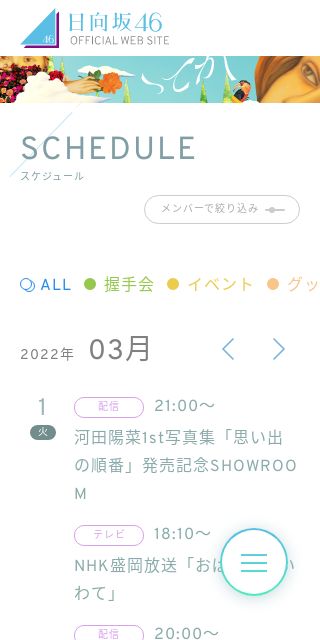 日向坂46
46 OFFICIAL WEB SITE
SCHEDULE
スケジュール
メンバーで絞り込み
ALL 握手会 イベント グッ
2022年 03月
1 配信 21:00〜
火
河田陽菜1st写真集「思い出
の順番」発売記念SHOWROO
M
テレビ 18:10〜
NHK盛岡放送「おは い
わて」
配信 20:00〜